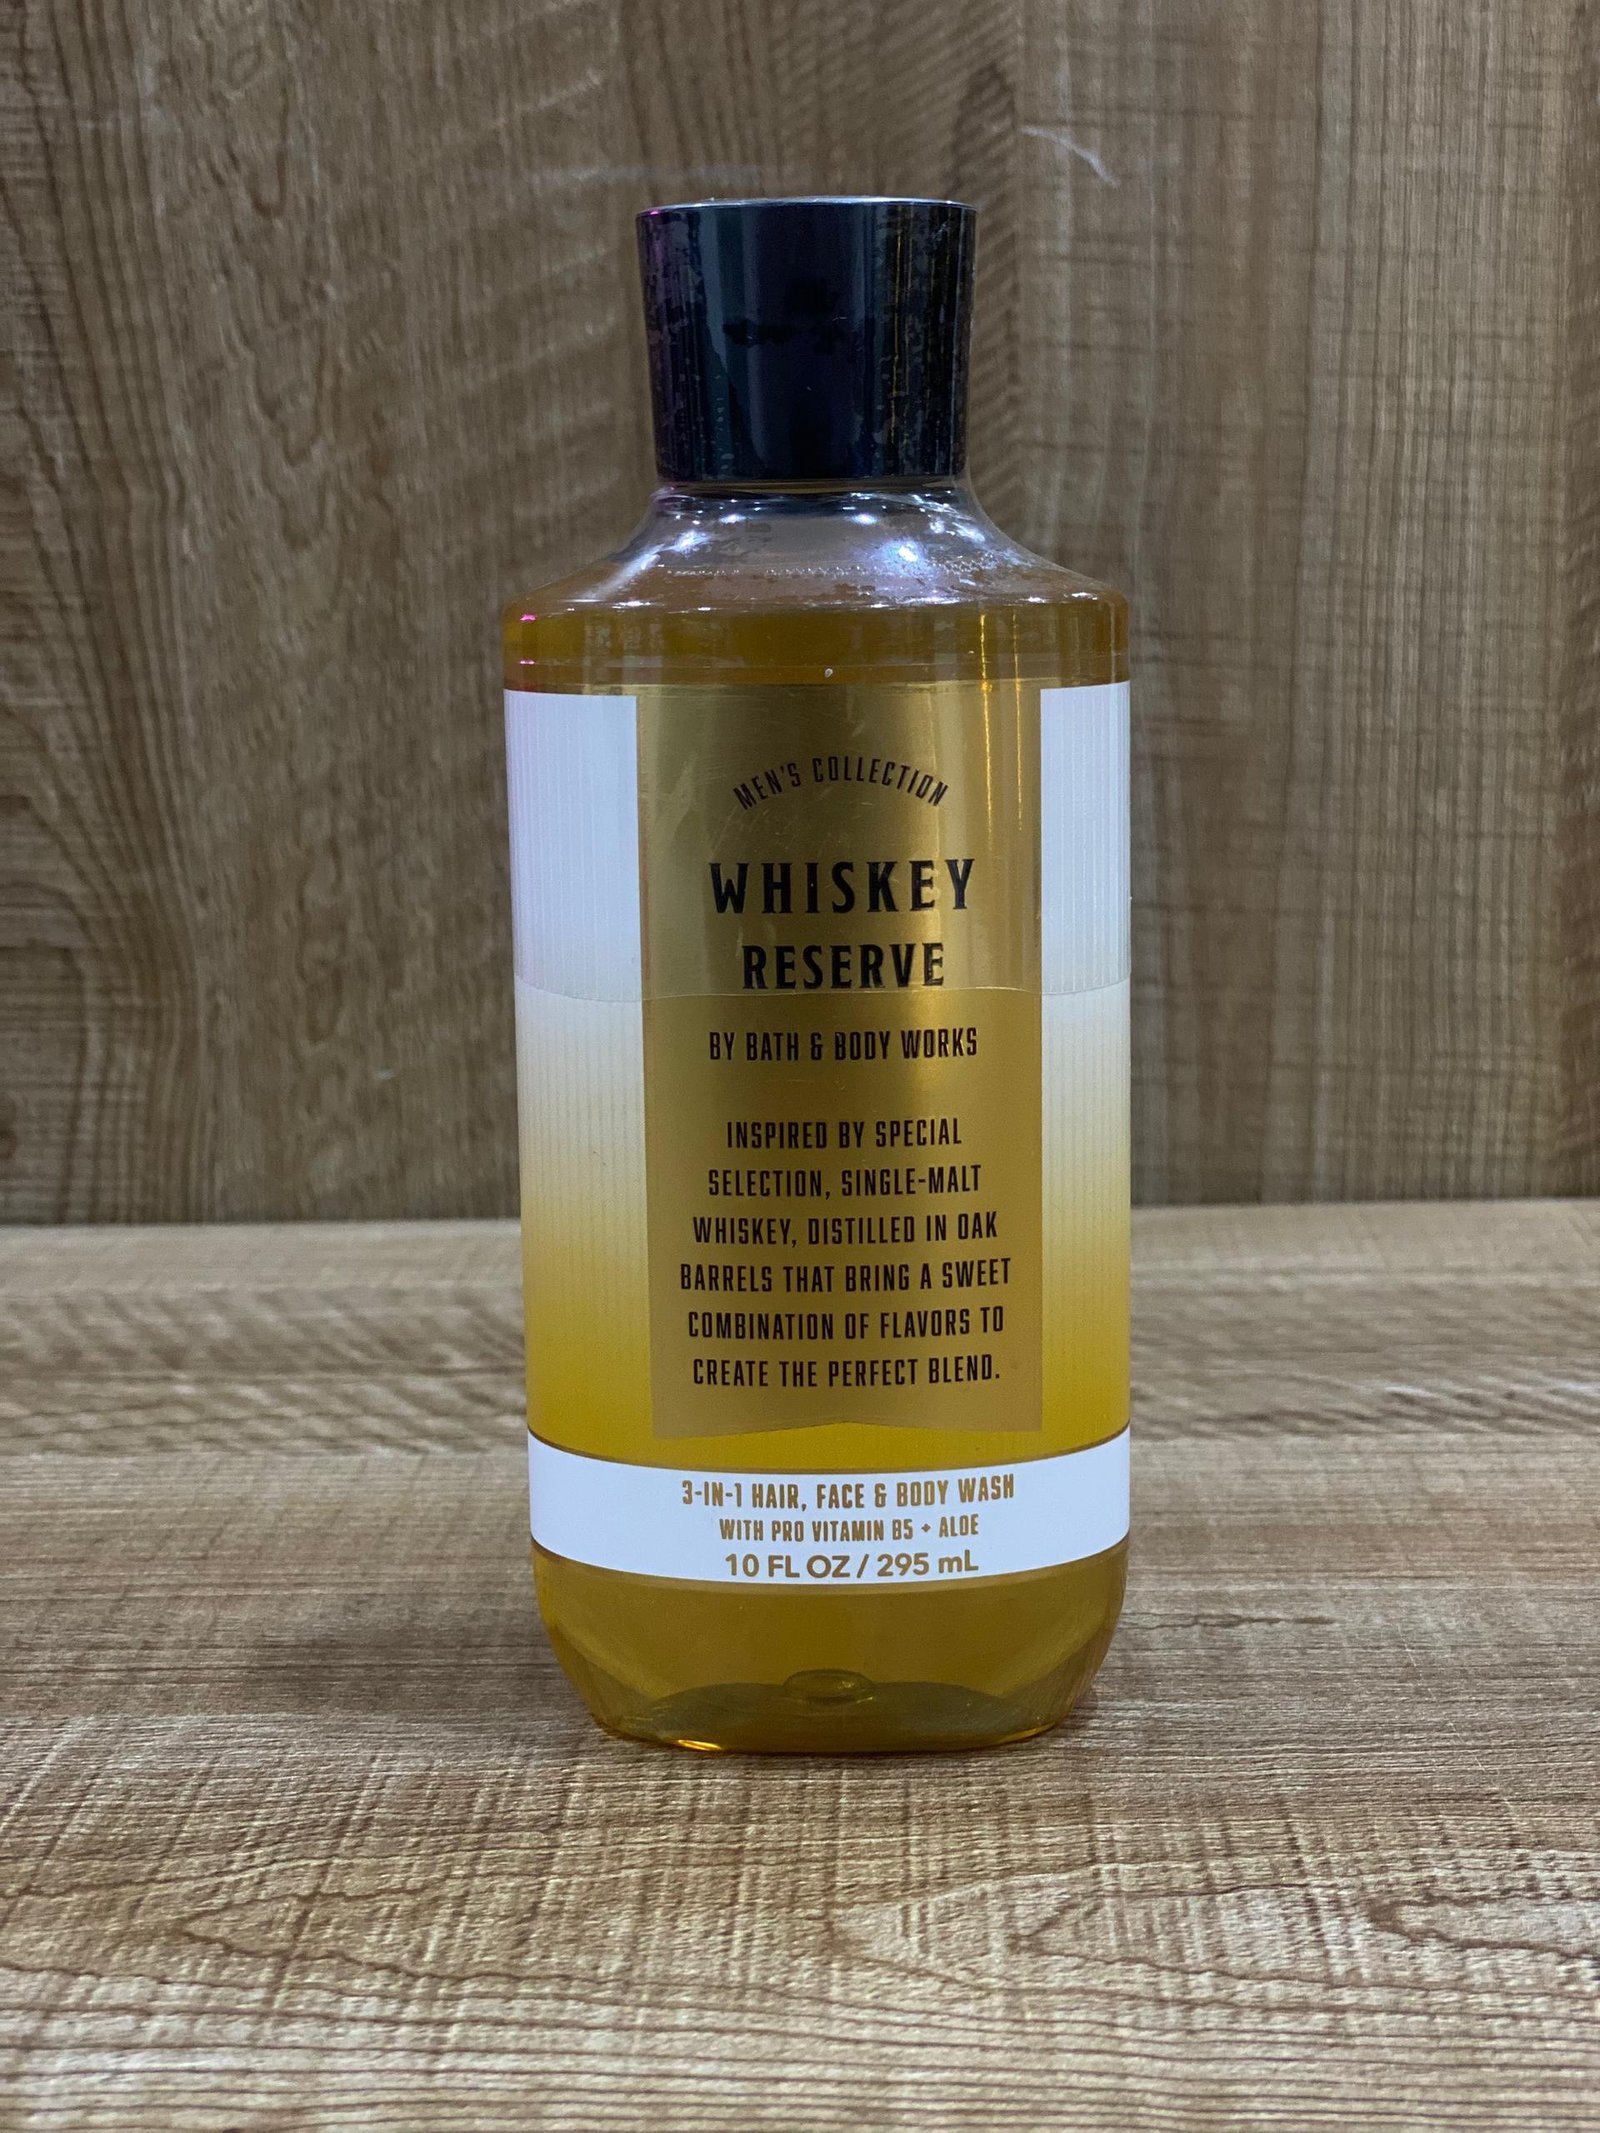 MEN'S COLLECTION
WHISKEY
RESERVE
BY BATH & BODY WORKS
INSPIRED BY SPECIAL
SELECTION, SINGLE-MALT
WHISKEY, DISTILLED IN OAK
BARRELS THAT BRING A SWEET
COMBINATION OF FLAVORS TO
CREATE THE PERFECT BLEND.
3-IN-1 HAIR, FACE & BODY WASH
WITH PRO VITAMIN B5 + ALOE
10 FL OZ / 295 mL